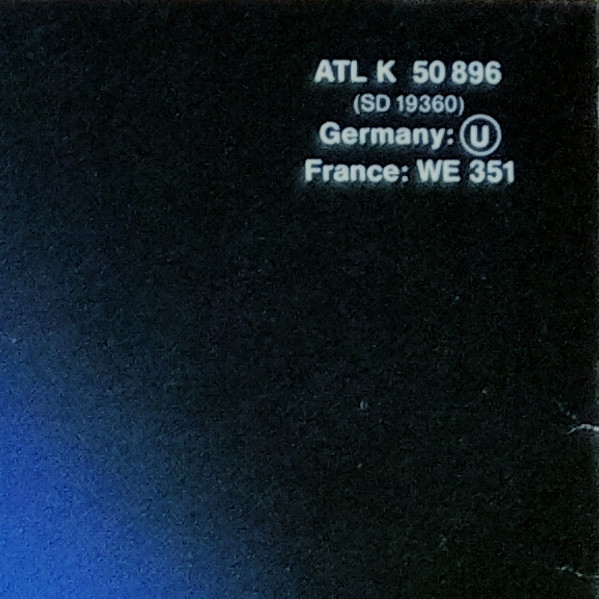 ATL K 50 896
(SD 19360)
Germany: Ⓤ
France: WE 351